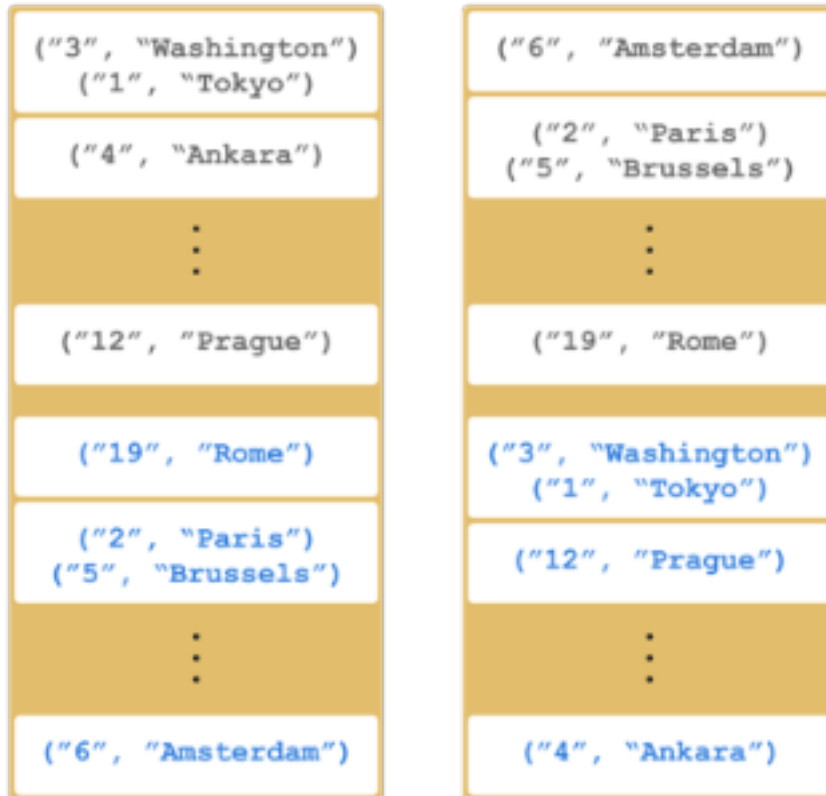 ("3", "Washington")
("1", "Tokyo")
("4", "Ankara")
("12", "Prague")
("19", "Rome")
("2", "Paris")
("5", "Brussels")
("6", "Amsterdam")
("6", "Amsterdam")
("2", "Paris")
("5", "Brussels")
("19", "Rome")
("3", "Washington")
("1", "Tokyo")
("12", "Prague")
("4", "Ankara")